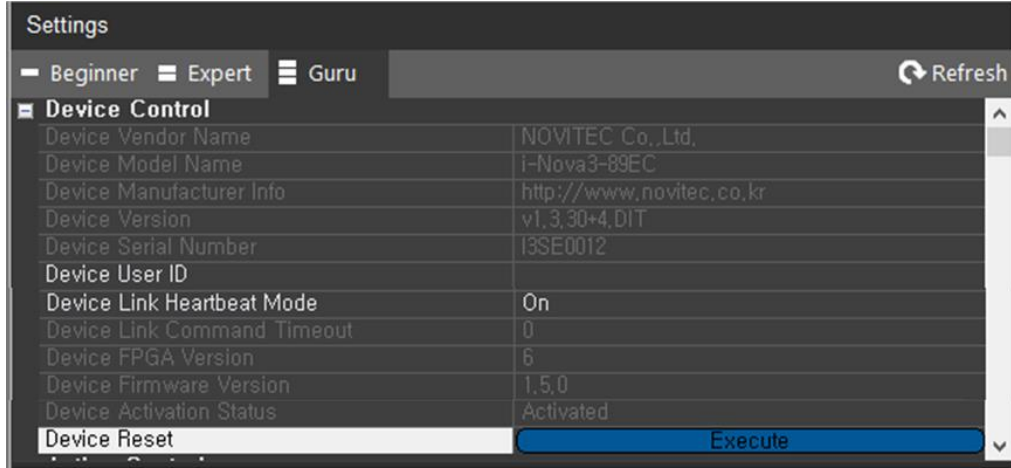 Settings
Beginner Expert Guru Refresh
Device Control
Device Vendor Name NOVITEC Co,,Ltd,
Device Model Name i-Nova3-89EC
Device Manufacturer Info http://www,novitec,co,kr
Device Version v1,3,30+4,DIT
Device Serial Number I3SE0012
Device User ID
Device Link Heartbeat Mode On
Device Link Command Timeout 0
Device FPGA Version 6
Device Firmware Version 1,5,0
Device Activation Status Activated
Device Reset Execute